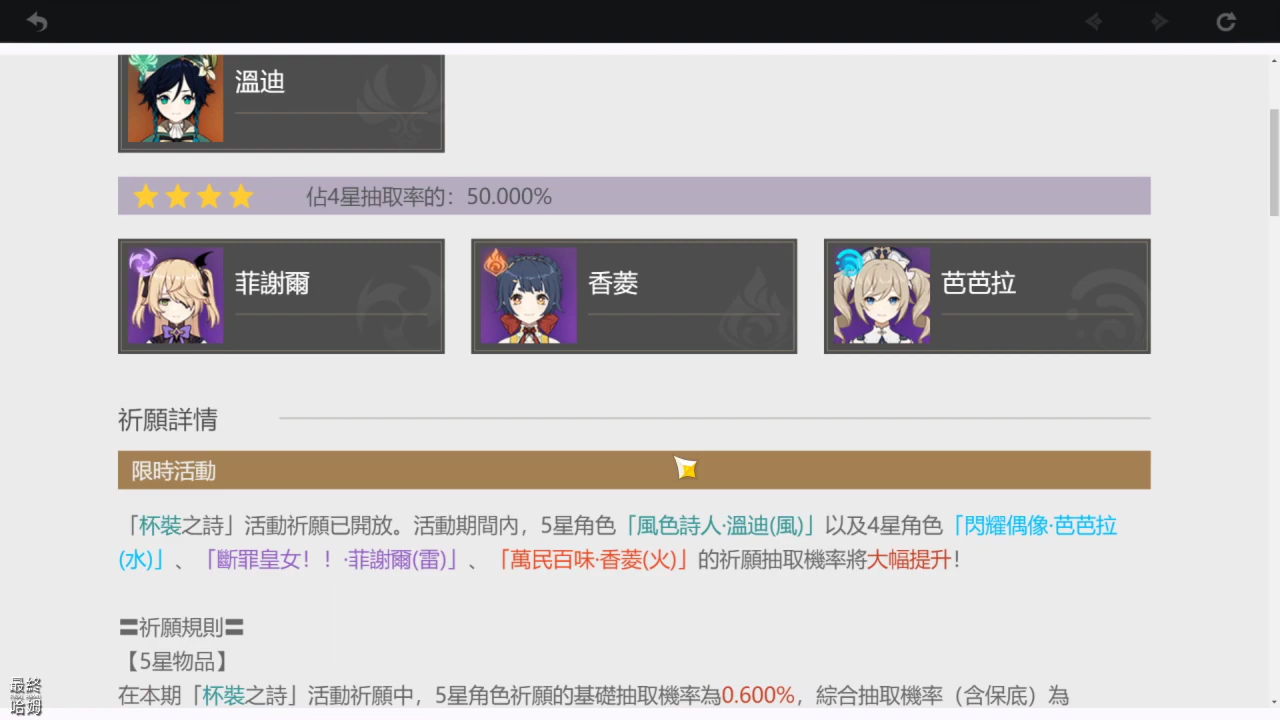 溫迪
佔4星抽取率的：50.000%
菲謝爾
香菱
芭芭拉
祈願詳情
限時活動
「杯裝之詩」活動祈願已開放。活動期間內，5星角色「風色詩人·溫迪(風)」以及4星角色「閃耀偶像·芭芭拉
(水)」、「斷罪皇女！！·菲謝爾(雷)」、「萬民百味·香菱(火)」的祈願抽取機率將大幅提升！
〓祈願規則〓
【5星物品】
在本期「杯裝之詩」活動祈願中，5星角色祈願的基礎抽取機率為0.600%，綜合抽取機率（含保底）為
最終
哈姆